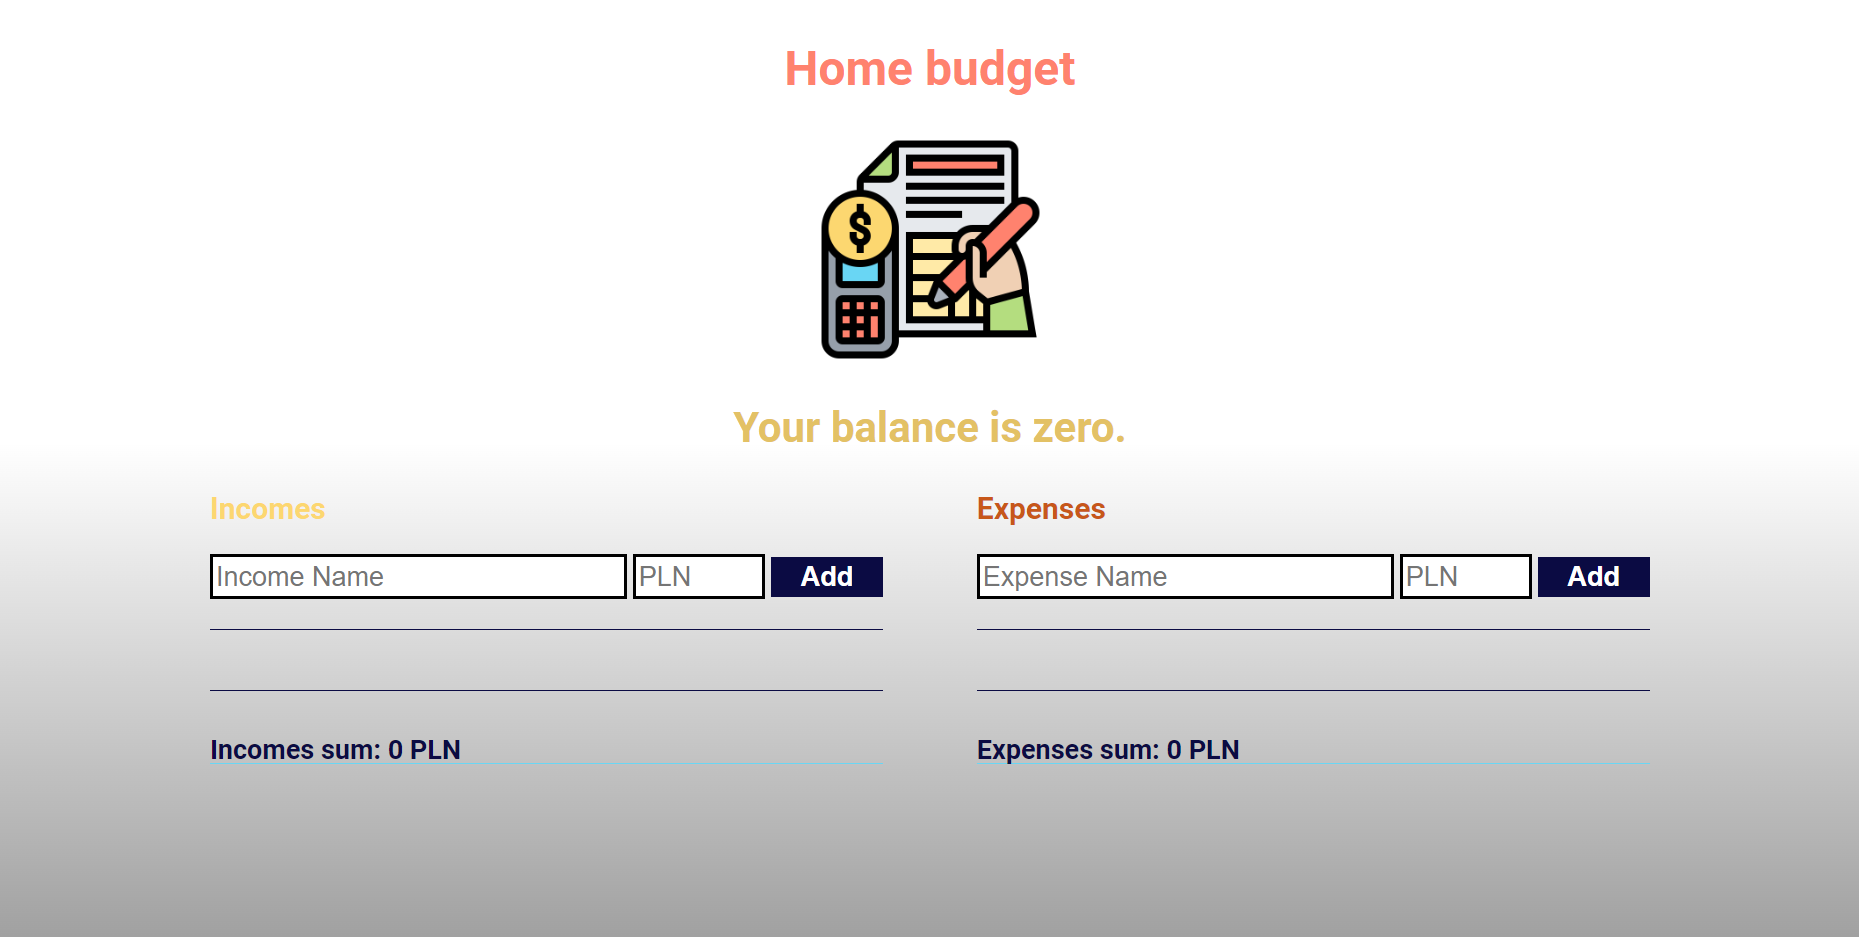 Home budget
$
Your balance is zero.
Incomes
Income Name PLN Add
Incomes sum: 0 PLN
Expenses
Expense Name PLN Add
Expenses sum: 0 PLN